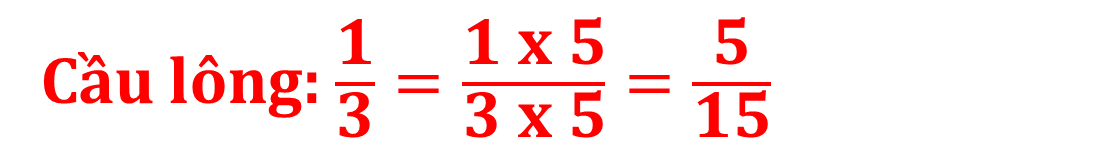 Cầu lông: 1/3 = 1 x 5/3 x 5 = 5/15